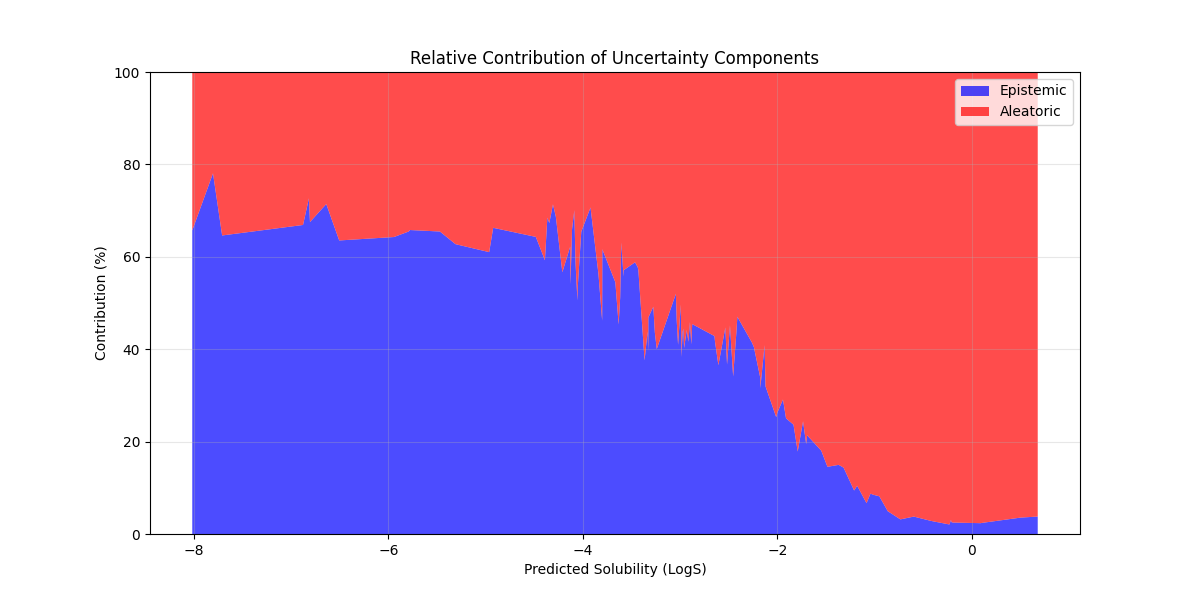 Relative Contribution of Uncertainty Components
100
80
60
40
20
0
Contribution (%)
Epistemic
Aleatoric
−8
−6
−4
−2
0
Predicted Solubility (LogS)